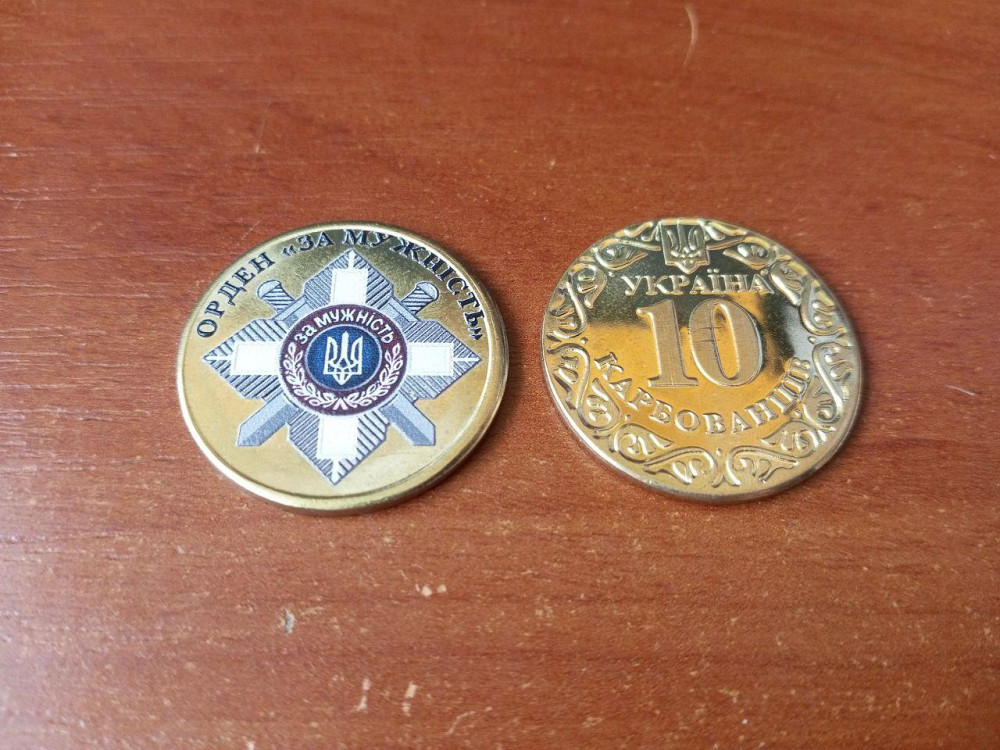 ОРДЕН «ЗА МУЖНІСТЬ»
за мужність
УКРАЇНА
10
КАРБОВАНЦІВ